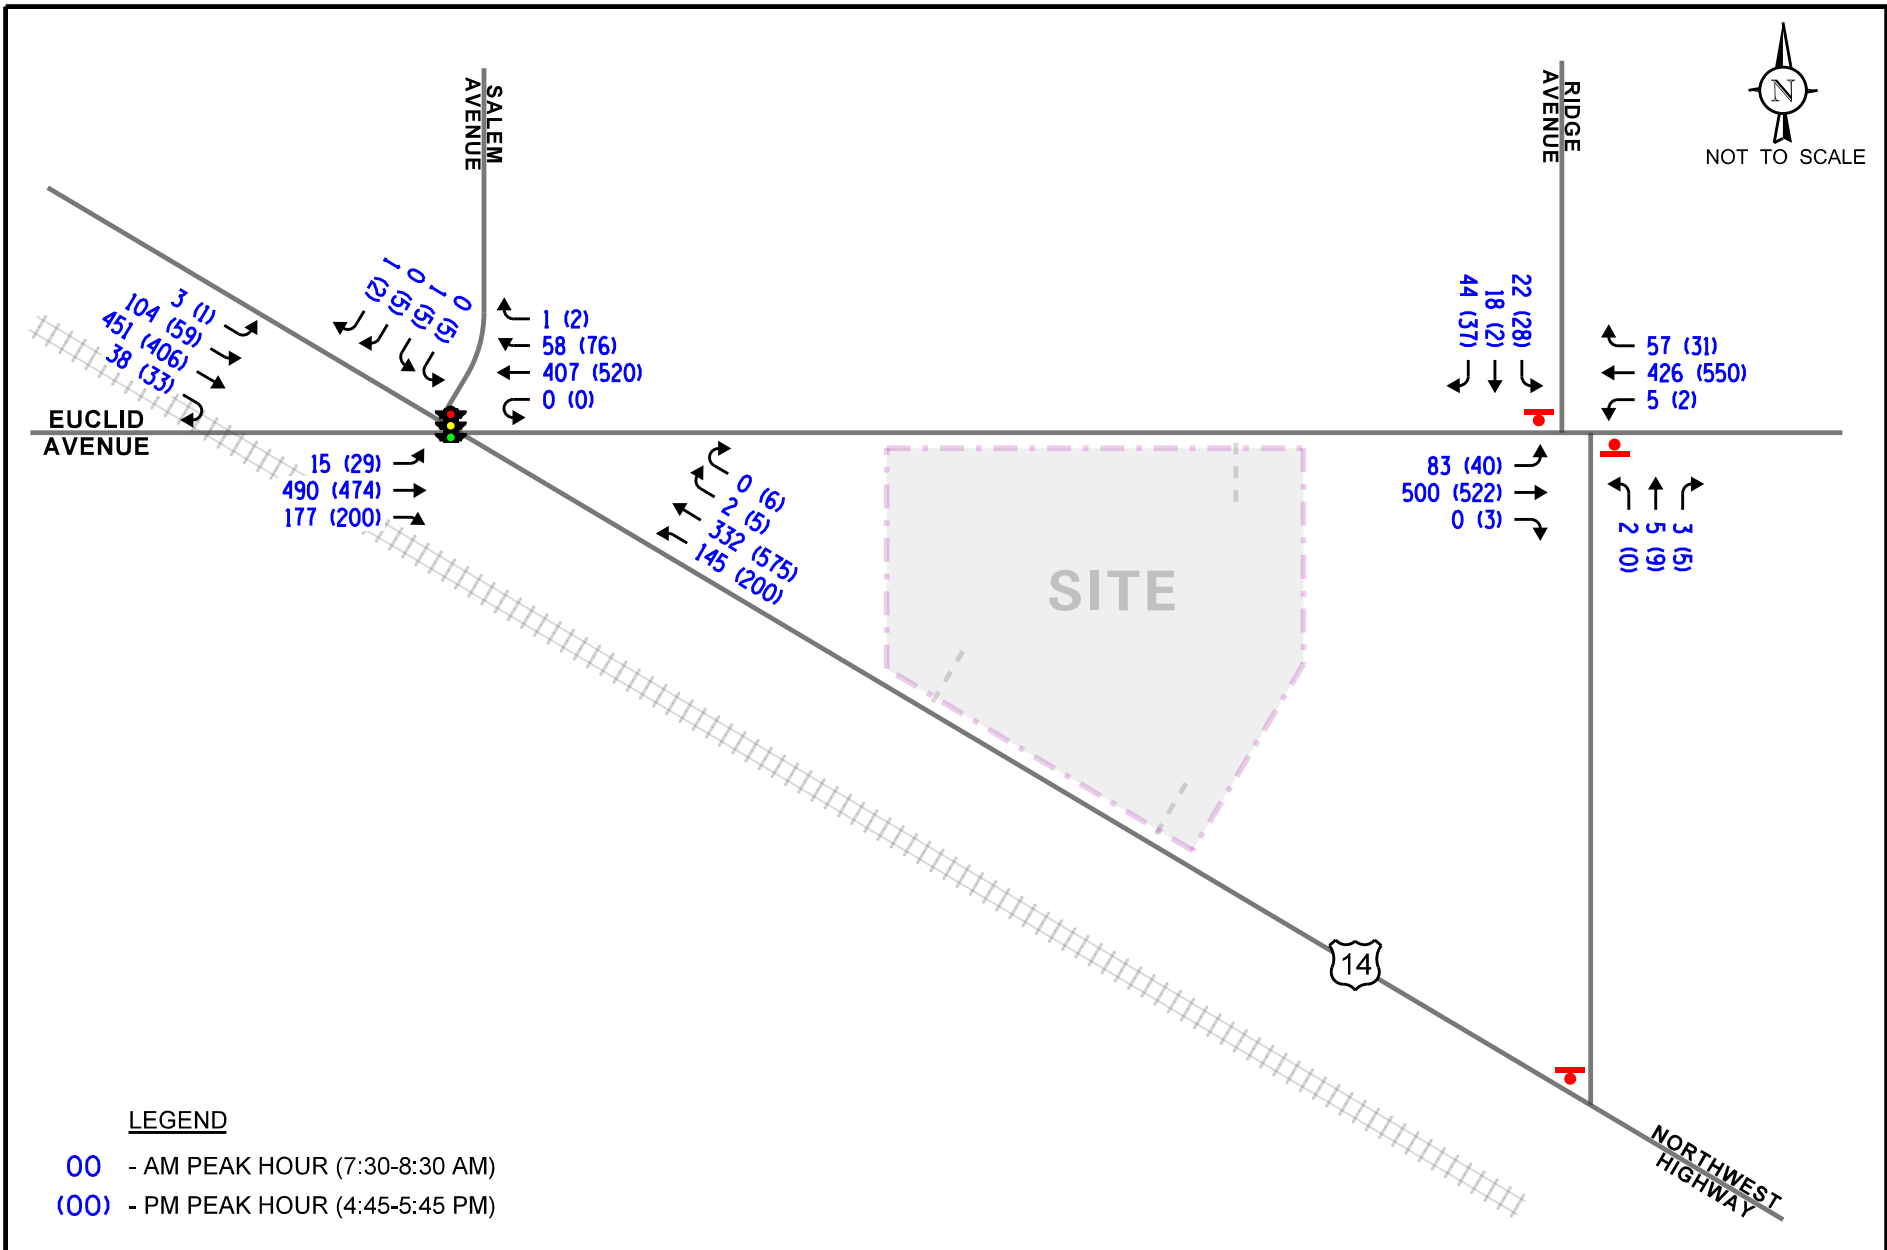 SALEM
AVENUE
RIDGE
AVENUE
N
NOT TO SCALE
3 (1)
104 (59)
451 (406)
38 (33)
1 (2)
0 (5)
1 (5)
0 (5)
1 (2)
58 (76)
407 (520)
0 (0)
44 (37)
18 (2)
22 (28)
57 (31)
426 (550)
5 (2)
EUCLID
AVENUE
15 (29)
490 (474)
177 (200)
0 (6)
2 (5)
332 (575)
145 (200)
83 (40)
500 (522)
0 (3)
2 (0)
5 (9)
3 (5)
SITE
14
NORTHWEST
HIGHWAY
LEGEND
00 - AM PEAK HOUR (7:30-8:30 AM)
(00) - PM PEAK HOUR (4:45-5:45 PM)